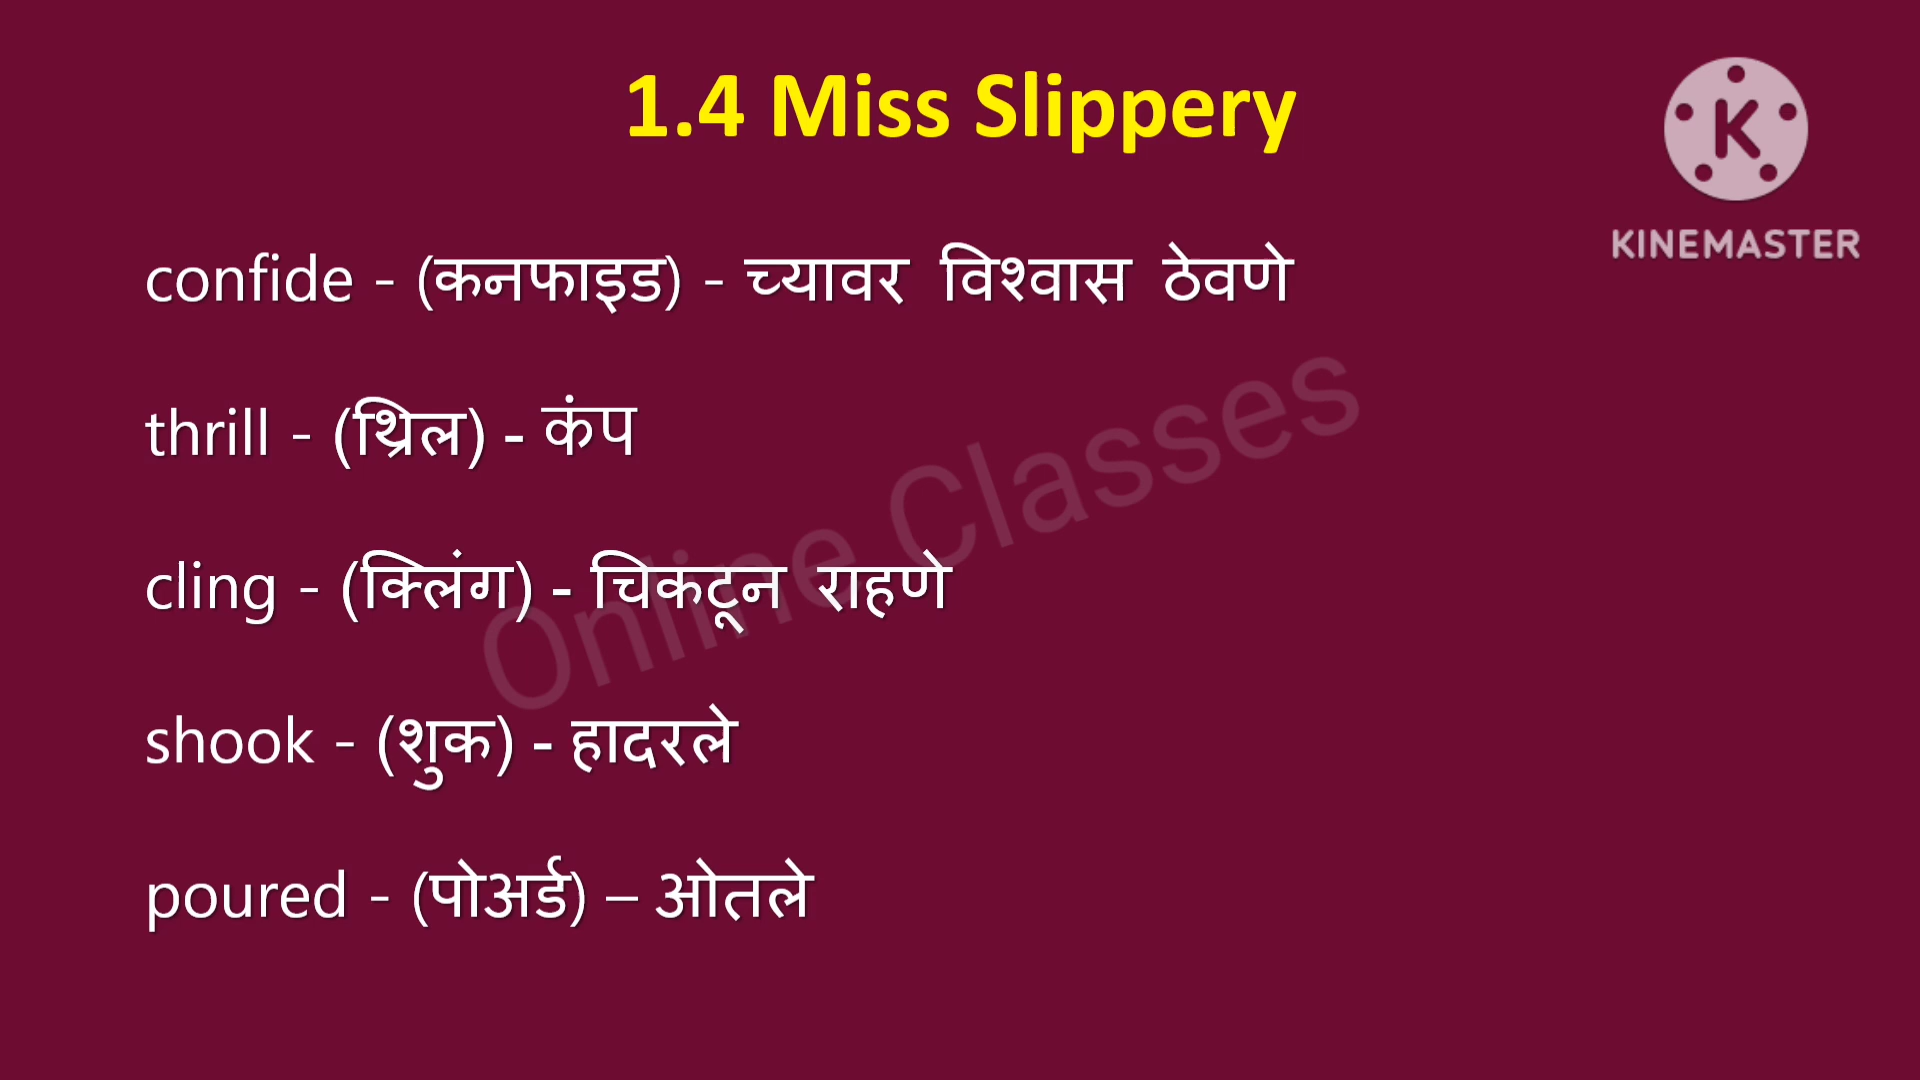 1.4 Miss Slippery
K
KINEMASTER
confide - (कनफाइड) - च्यावर विश्वास ठेवणे
thrill - (थ्रिल) - कंप
cling - (क्लिंग) - चिकटून राहणे
shook - (शुक) - हादरले
poured - (पोअर्ड) – ओतले
Online Classes